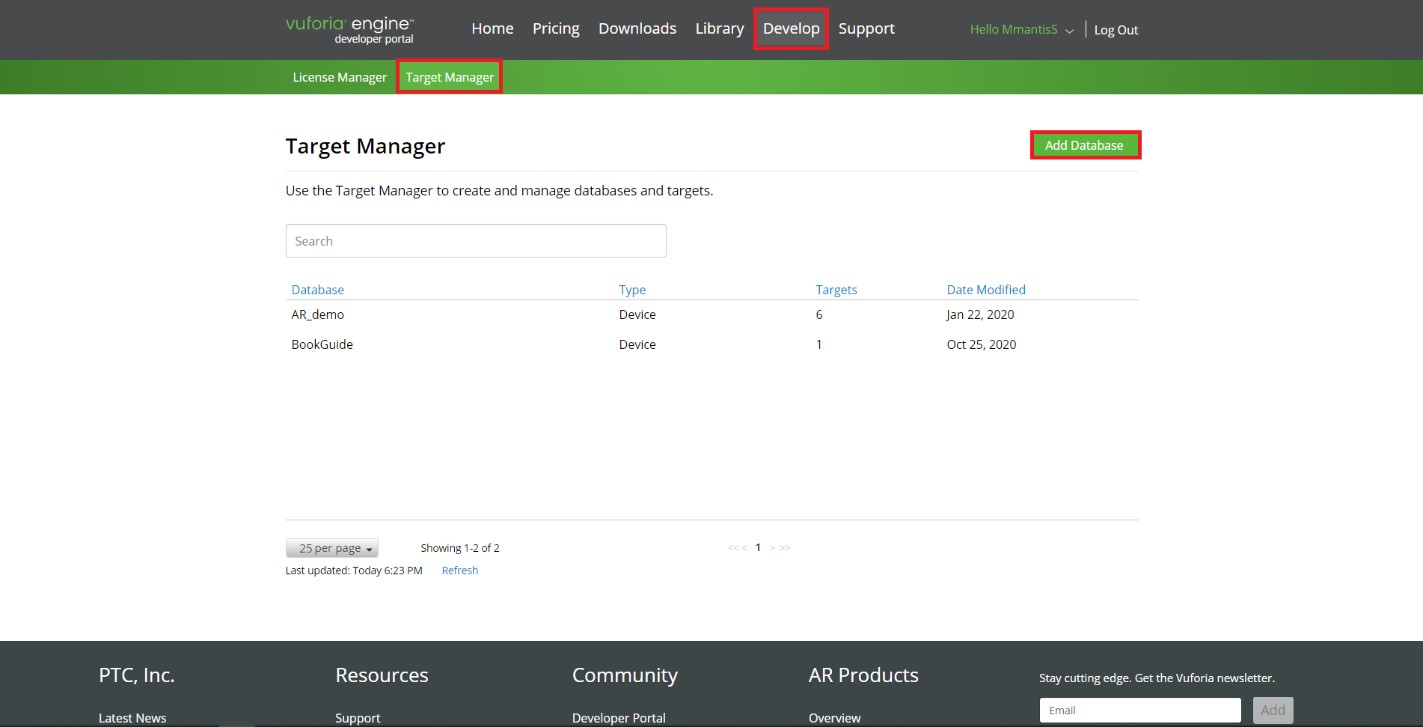 vuforia engine™
developer portal
Home Pricing Downloads Library Develop Support
Hello MmantisS Log Out
License Manager Target Manager
Target Manager
Add Database
Use the Target Manager to create and manage databases and targets.
Search
Database Type Targets Date Modified
AR_demo Device 6 Jan 22, 2020
BookGuide Device 1 Oct 25, 2020
25 per page Showing 1-2 of 2 << < 1 > >>
Last updated: Today 6:23 PM Refresh
PTC, Inc. Resources Community AR Products
Stay cutting edge. Get the Vuforia newsletter.
Email Add
Latest News Support Developer Portal Overview